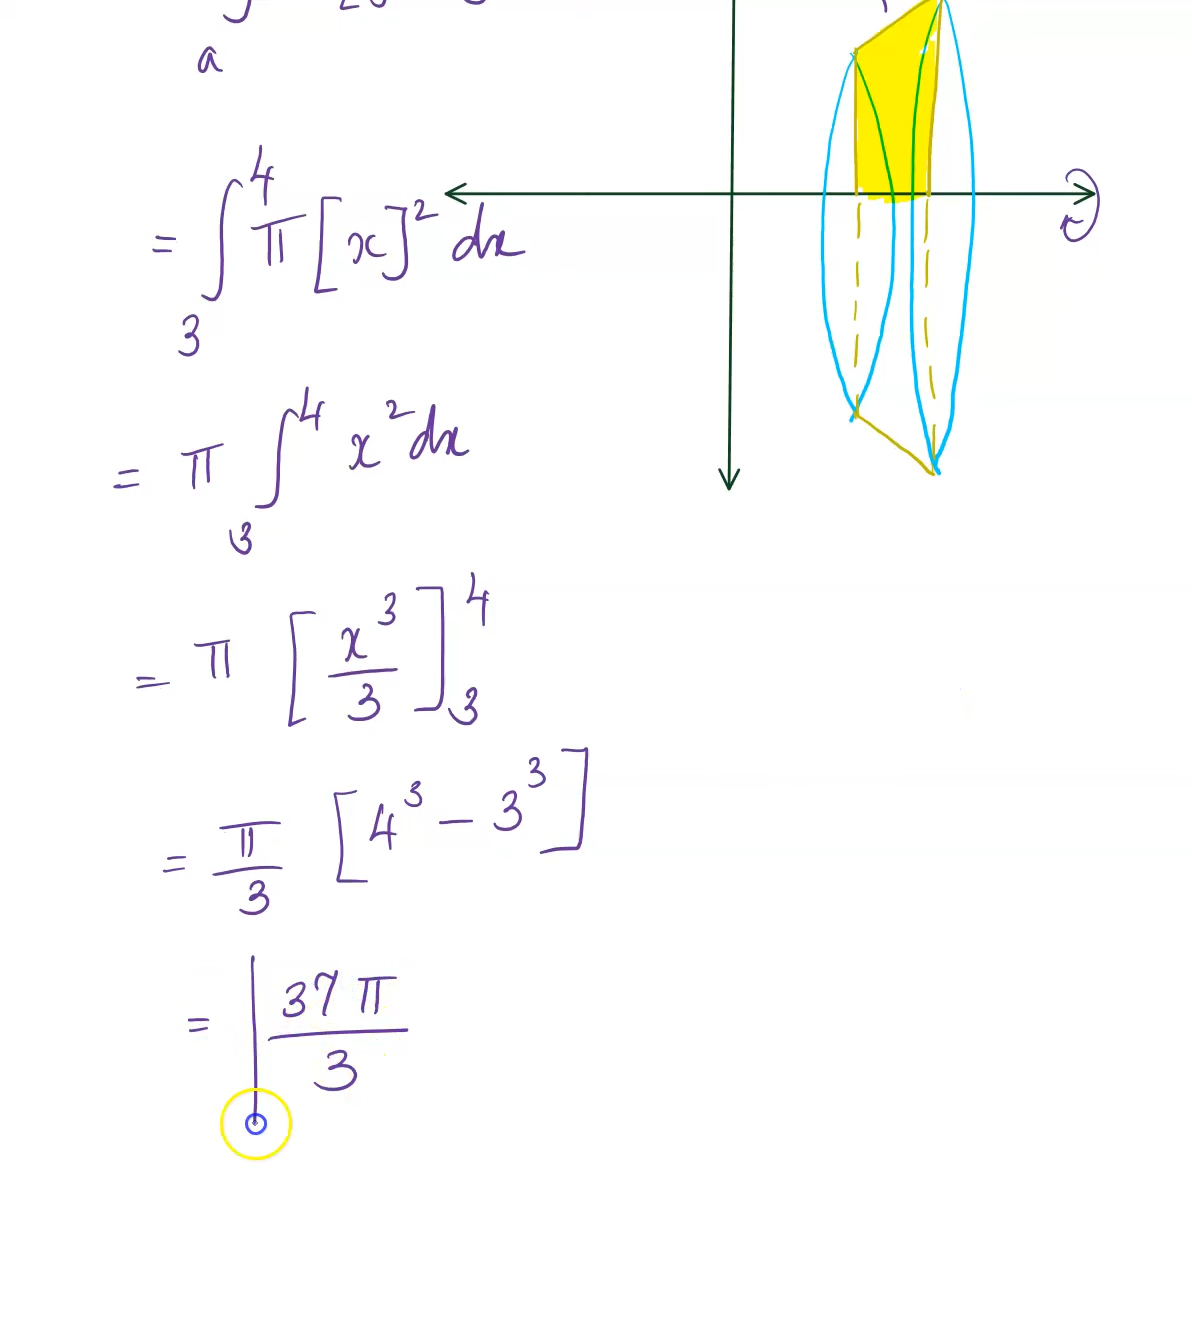 a
= ∫₃⁴ π [x]² dx
= π ∫₃⁴ x² dx
= π [x³/3]₃⁴
= π/3 [4³ − 3³]
= 37π/3